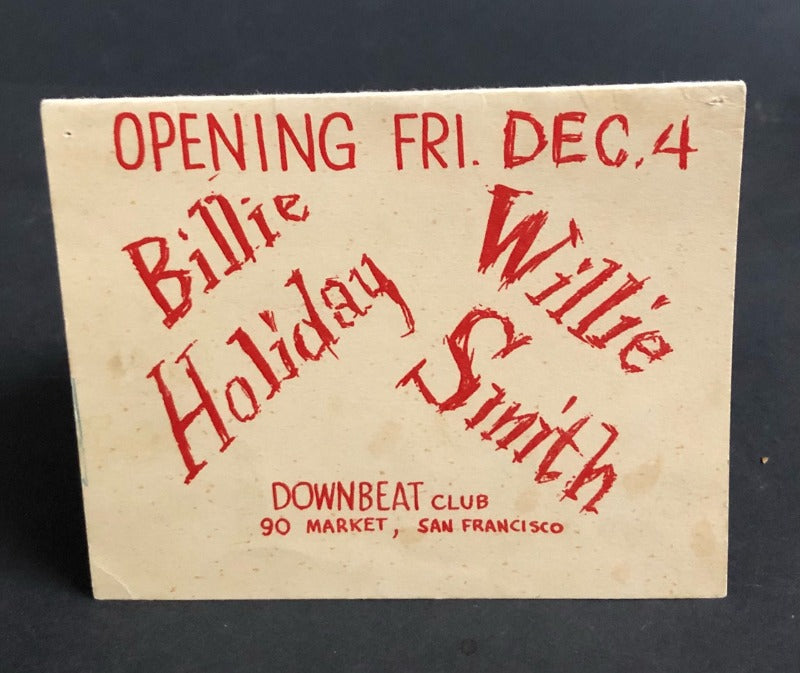 OPENING FRI. DEC. 4
Billie
Holiday
Willie
Smith
DOWNBEAT CLUB
90 MARKET, SAN FRANCISCO